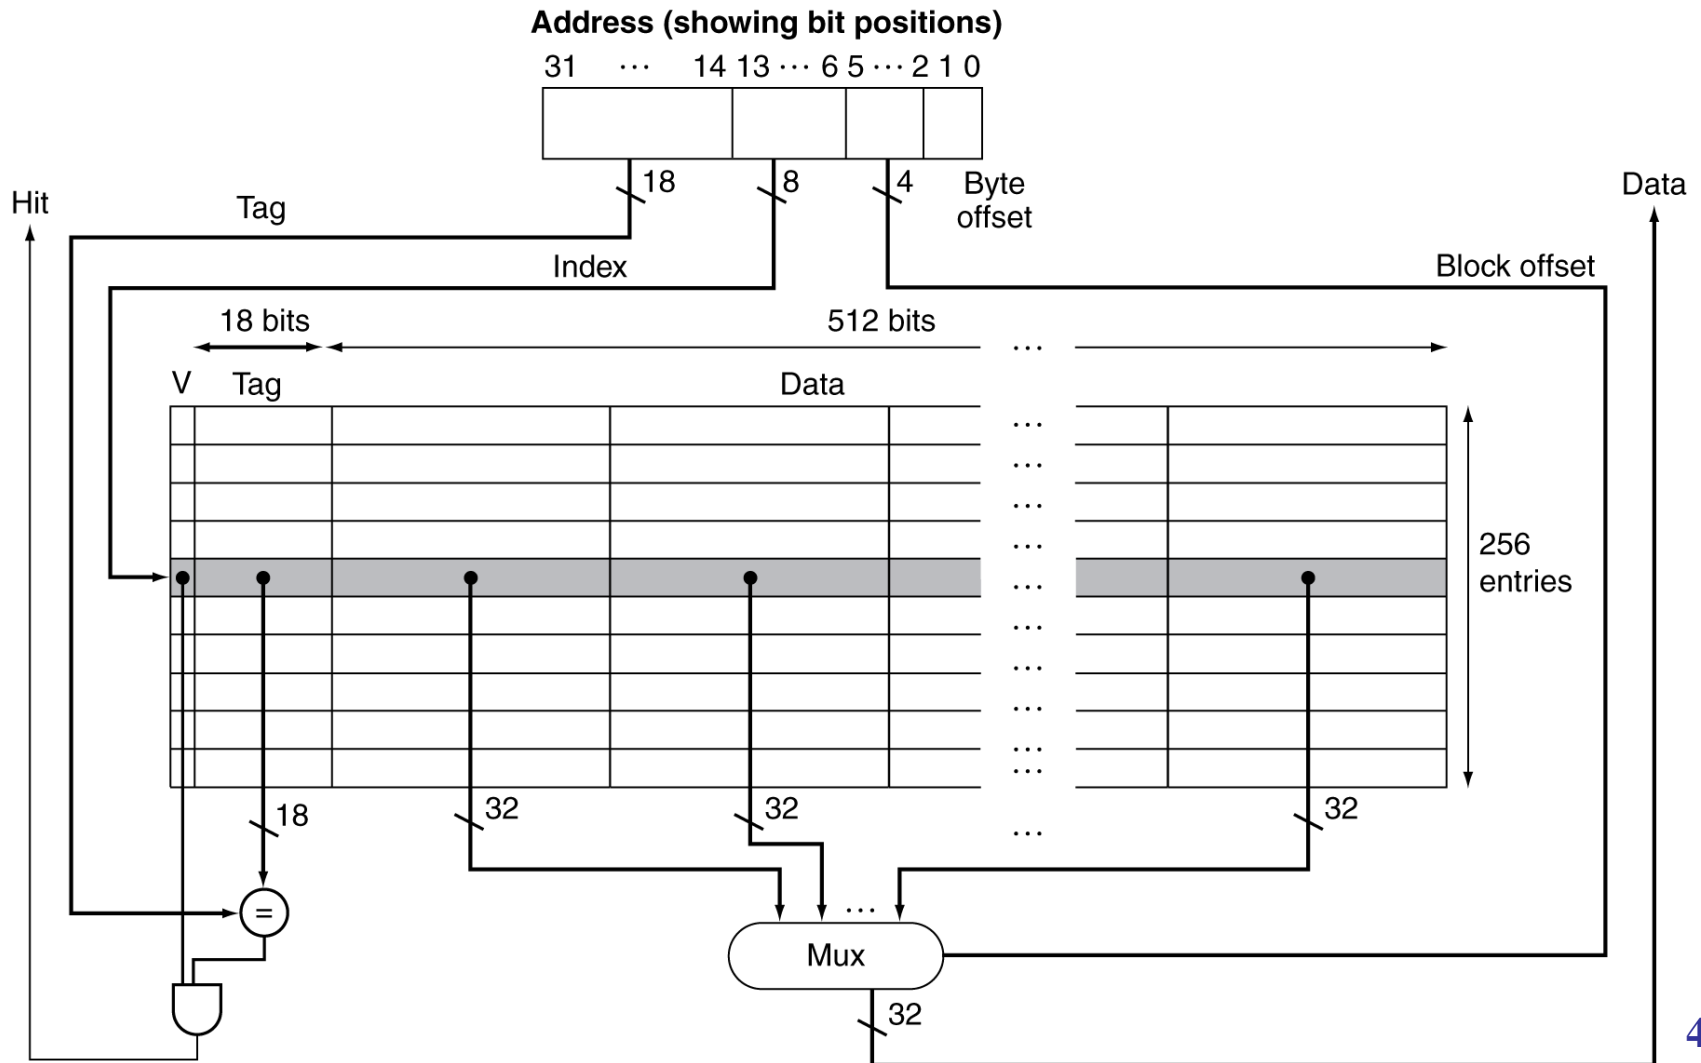 Address (showing bit positions)
31 ··· 14 13 ··· 6 5 ··· 2 1 0
18
8
4
Byte
offset
Hit
Data
Tag
Index
Block offset
18 bits
512 bits
···
V
Tag
Data
···
···
···
···
···
···
···
···
···
···
256
entries
18
32
32
···
32
=
···
Mux
32
4